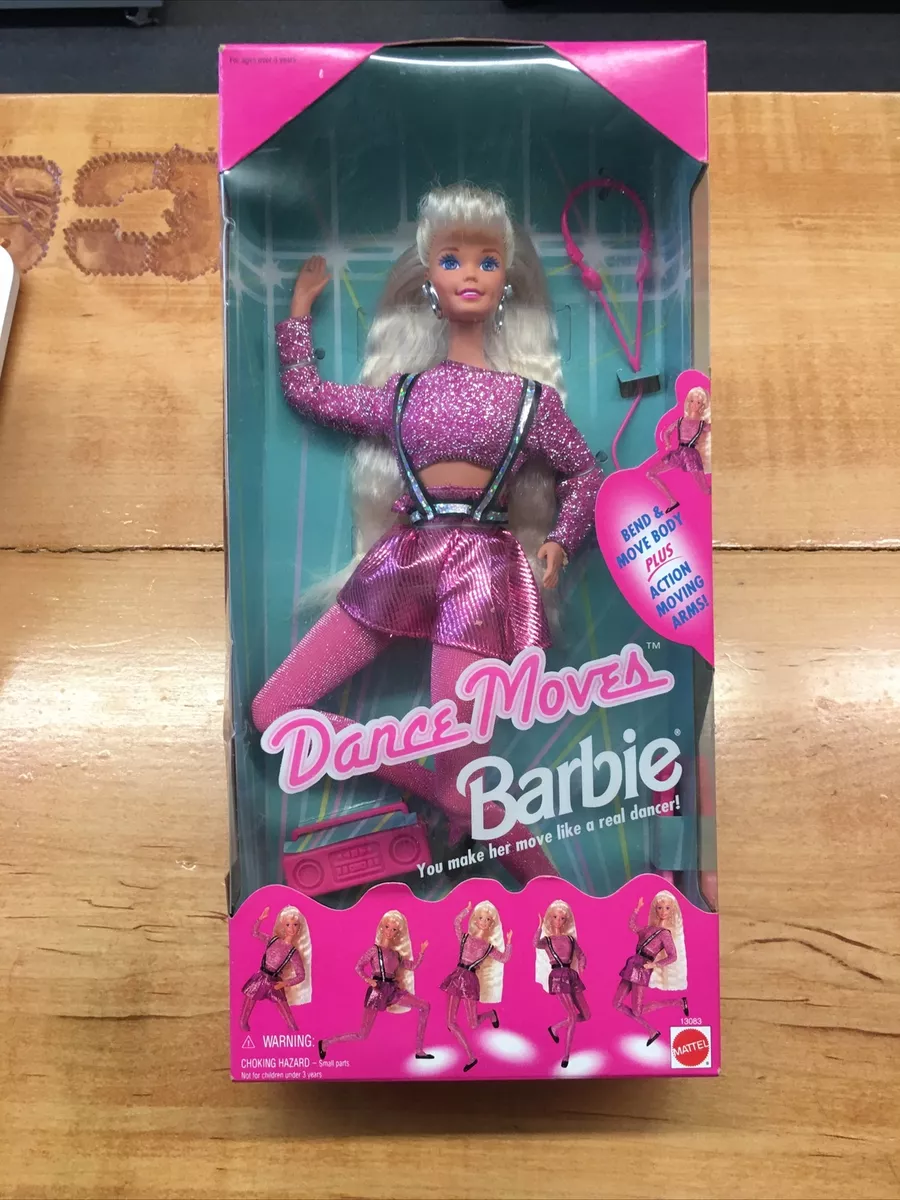 For ages over 3 years
BEND &
MOVE BODY
PLUS
ACTION
MOVING
ARMS!
Dance Moves™
Barbie®
You make her move like a real dancer!
13083
MATTEL
®
⚠ WARNING:
CHOKING HAZARD – Small parts
Not for children under 3 years